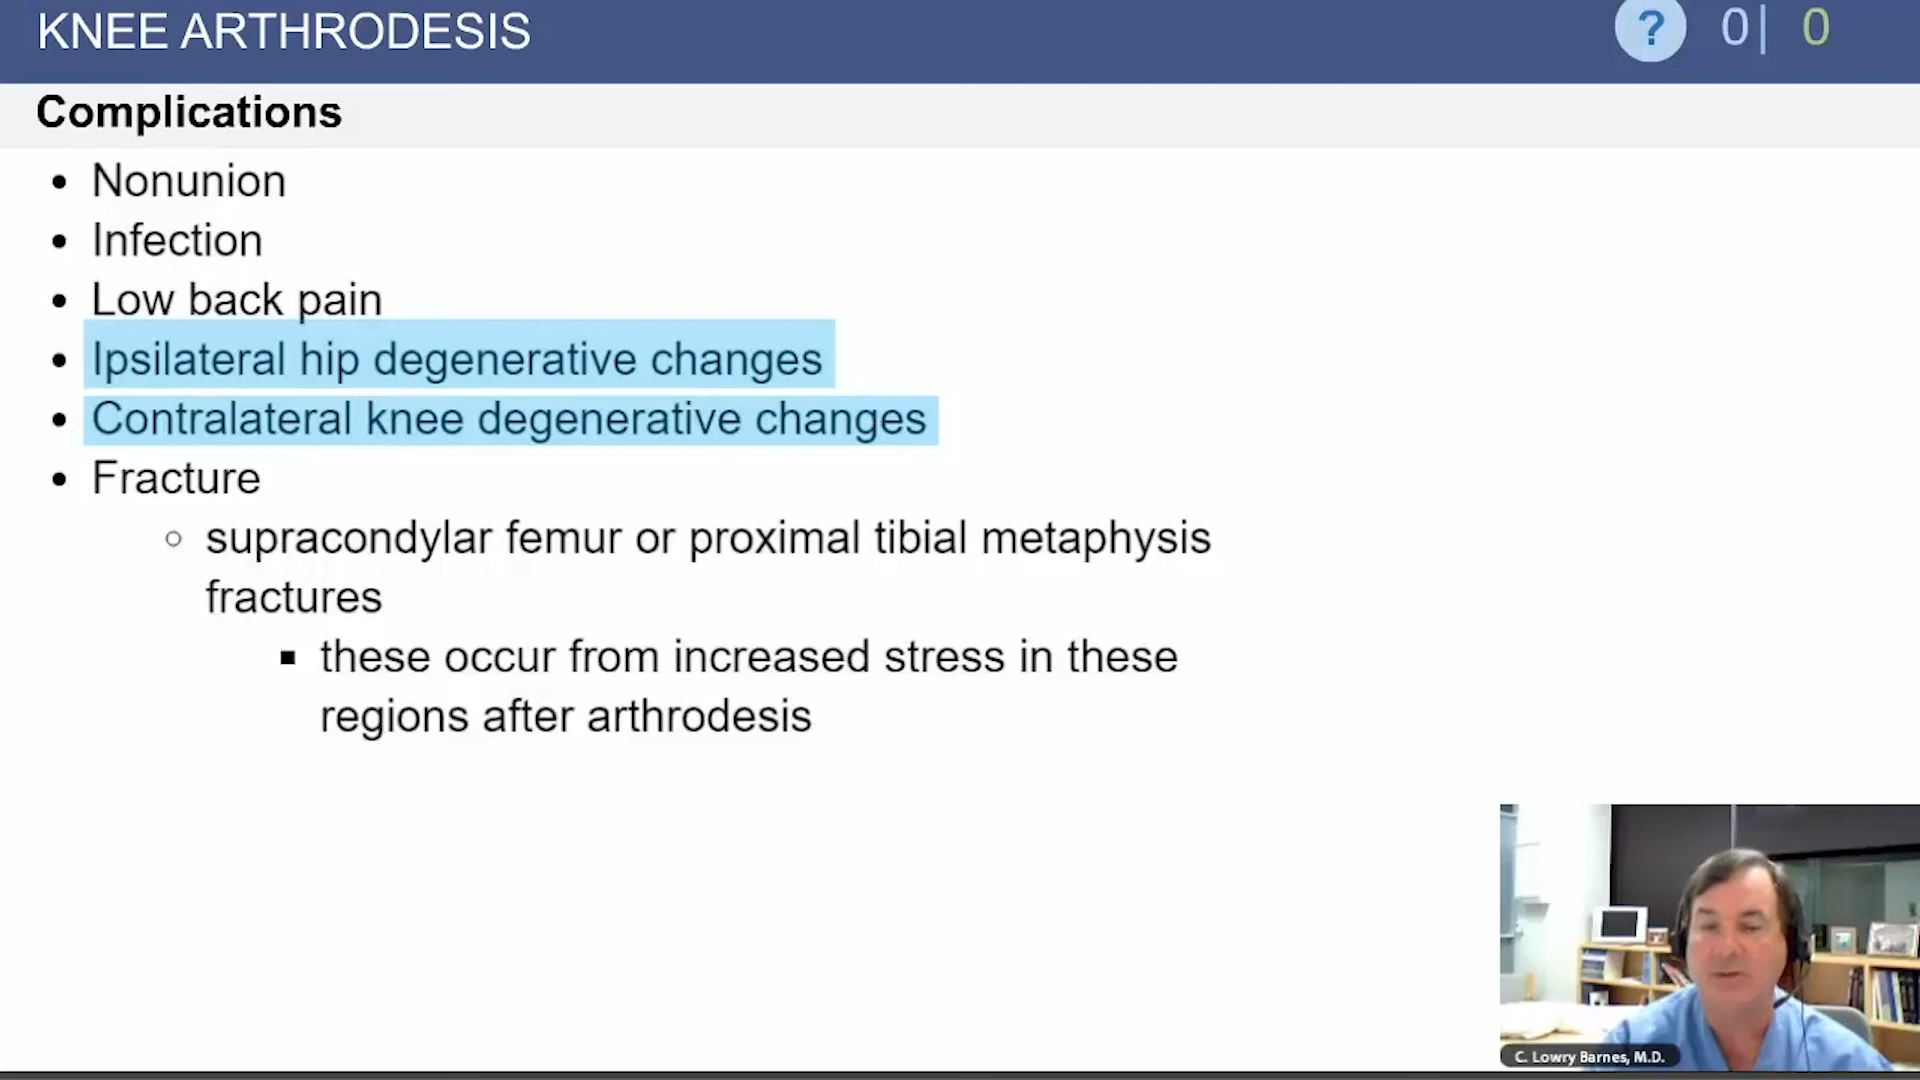 KNEE ARTHRODESIS
? 0| 0
Complications
• Nonunion
• Infection
• Low back pain
• Ipsilateral hip degenerative changes
• Contralateral knee degenerative changes
• Fracture
○ supracondylar femur or proximal tibial metaphysis
fractures
■ these occur from increased stress in these
regions after arthrodesis
C. Lowry Barnes, M.D.